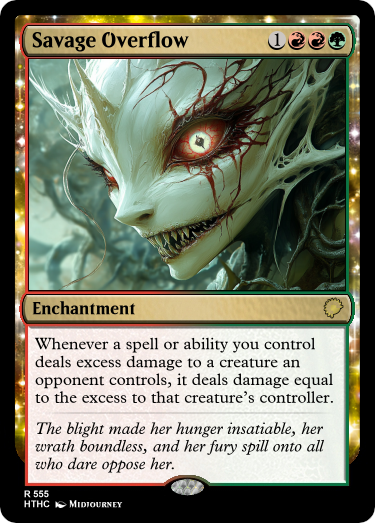 Savage Overflow 1
Enchantment
Whenever a spell or ability you control
deals excess damage to a creature an
opponent controls, it deals damage equal
to the excess to that creature's controller.
The blight made her hunger insatiable, her
wrath boundless, and her fury spill onto all
who dare oppose her.
R 555
HTHC MIDJOURNEY